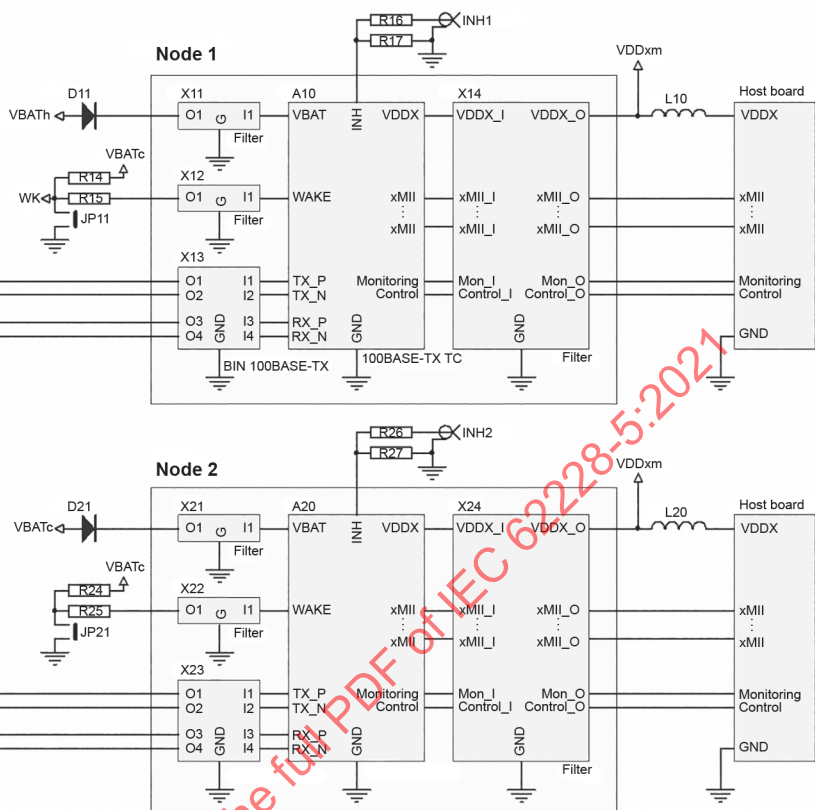 R16
INH1
R17
Node 1
VDDxm
D11
X11
A10
X14
L10
Host board
VBATh
O1 G I1
VBAT
INH
VDDX
VDDX_I
VDDX_O
VDDX
Filter
VBATc
R14
X12
WK
R15
O1 G I1
WAKE
xMII
xMII_I
xMII_O
xMII
JP11
Filter
xMII
xMII_I
xMII_O
xMII
X13
O1 I1
TX_P
Monitoring
Mon_I
Mon_O
Monitoring
O2 I2
TX_N
Control
Control_I
Control_O
Control
O3 I3
RX_P
O4 I4
RX_N
GND
GND
GND
GND
BIN 100BASE-TX
100BASE-TX TC
Filter
R26
INH2
R27
Node 2
VDDxm
D21
X21
A20
X24
L20
Host board
VBATc
O1 G I1
VBAT
INH
VDDX
VDDX_I
VDDX_O
VDDX
Filter
VBATc
R24
X22
R25
O1 G I1
WAKE
xMII
xMII_I
xMII_O
xMII
JP21
Filter
xMII
xMII_I
xMII_O
xMII
X23
O1 I1
TX_P
Monitoring
Mon_I
Mon_O
Monitoring
O2 I2
TX_N
Control
Control_I
Control_O
Control
O3 I3
RX_P
O4 I4
RX_N
GND
GND
GND
GND
Filter
he full PDF of IEC 62228-5:2021